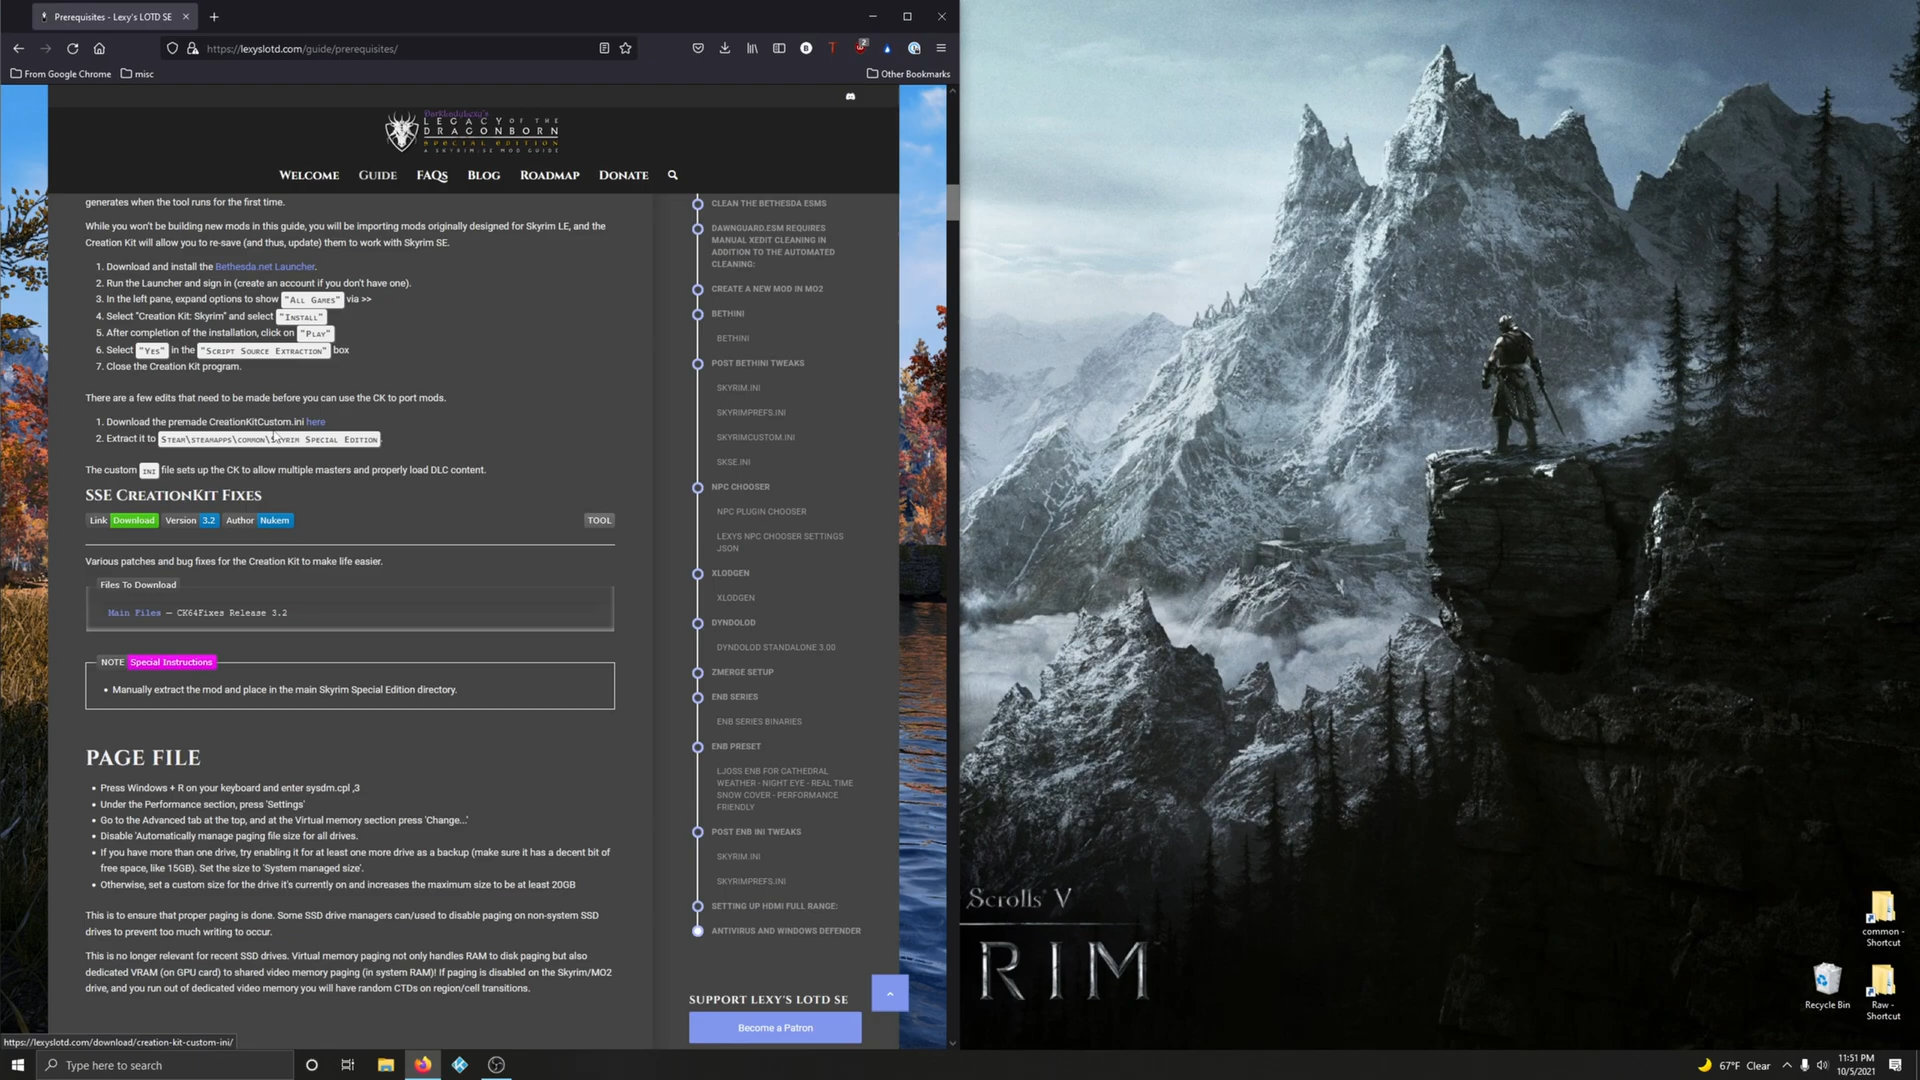 Prerequisites - Lexy's LOTD SE
https://lexyslotd.com/guide/prerequisites/
2
From Google Chrome
misc
Other Bookmarks
DarkladyLexy's
LEGACY OF THE
DRAGONBORN
SPECIAL EDITION
A SKYRIM:SE MOD GUIDE
WELCOME
GUIDE
FAQS
BLOG
ROADMAP
DONATE
generates when the tool runs for the first time.
While you won't be building new mods in this guide, you will be importing mods originally designed for Skyrim LE, and the
Creation Kit will allow you to re-save (and thus, update) them to work with Skyrim SE.
1. Download and install the Bethesda.net Launcher.
2. Run the Launcher and sign in (create an account if you don't have one).
3. In the left pane, expand options to show "ALL GAMES" via >>
4. Select "Creation Kit: Skyrim" and select "INSTALL"
5. After completion of the installation, click on "PLAY"
6. Select "YES" in the "SCRIPT SOURCE EXTRACTION" box
7. Close the Creation Kit program.
There are a few edits that need to be made before you can use the CK to port mods.
1. Download the premade CreationKitCustom.ini here
2. Extract it to STEAM\STEAMAPPS\COMMON\SKYRIM SPECIAL EDITION.
The custom INI file sets up the CK to allow multiple masters and properly load DLC content.
SSE CREATIONKIT FIXES
Link Download Version 3.2 Author Nukem
TOOL
Various patches and bug fixes for the Creation Kit to make life easier.
Files To Download
Main Files – CK64Fixes Release 3.2
NOTE Special Instructions
• Manually extract the mod and place in the main Skyrim Special Edition directory.
PAGE FILE
• Press Windows + R on your keyboard and enter sysdm.cpl ,3
• Under the Performance section, press 'Settings'
• Go to the Advanced tab at the top, and at the Virtual memory section press 'Change...'
• Disable 'Automatically manage paging file size for all drives.
• If you have more than one drive, try enabling it for at least one more drive as a backup (make sure it has a decent bit of
free space, like 15GB). Set the size to 'System managed size'.
• Otherwise, set a custom size for the drive it's currently on and increases the maximum size to be at least 20GB
This is to ensure that proper paging is done. Some SSD drive managers can/used to disable paging on non-system SSD
drives to prevent too much writing to occur.
This is no longer relevant for recent SSD drives. Virtual memory paging not only handles RAM to disk paging but also
dedicated VRAM (on GPU card) to shared video memory paging (in system RAM)! If paging is disabled on the Skyrim/MO2
drive, and you run out of dedicated video memory you will have random CTDs on region/cell transitions.
CLEAN THE BETHESDA ESMS
DAWNGUARD.ESM REQUIRES
MANUAL XEDIT CLEANING IN
ADDITION TO THE AUTOMATED
CLEANING:
CREATE A NEW MOD IN MO2
BETHINI
BETHINI
POST BETHINI TWEAKS
SKYRIM.INI
SKYRIMPREFS.INI
SKYRIMCUSTOM.INI
SKSE.INI
NPC CHOOSER
NPC PLUGIN CHOOSER
LEXYS NPC CHOOSER SETTINGS
JSON
XLODGEN
XLODGEN
DYNDOLOD
DYNDOLOD STANDALONE 3.00
ZMERGE SETUP
ENB SERIES
ENB SERIES BINARIES
ENB PRESET
LJOSS ENB FOR CATHEDRAL
WEATHER - NIGHT EYE - REAL TIME
SNOW COVER - PERFORMANCE
FRIENDLY
POST ENB INI TWEAKS
SKYRIM.INI
SKYRIMPREFS.INI
SETTING UP HDMI FULL RANGE:
ANTIVIRUS AND WINDOWS DEFENDER
SUPPORT LEXY'S LOTD SE
Become a Patron
https://lexyslotd.com/download/creation-kit-custom-ini/
Scrolls V
RIM
common -
Shortcut
Recycle Bin
Raw -
Shortcut
Type here to search
67°F Clear
11:51 PM
10/5/2021